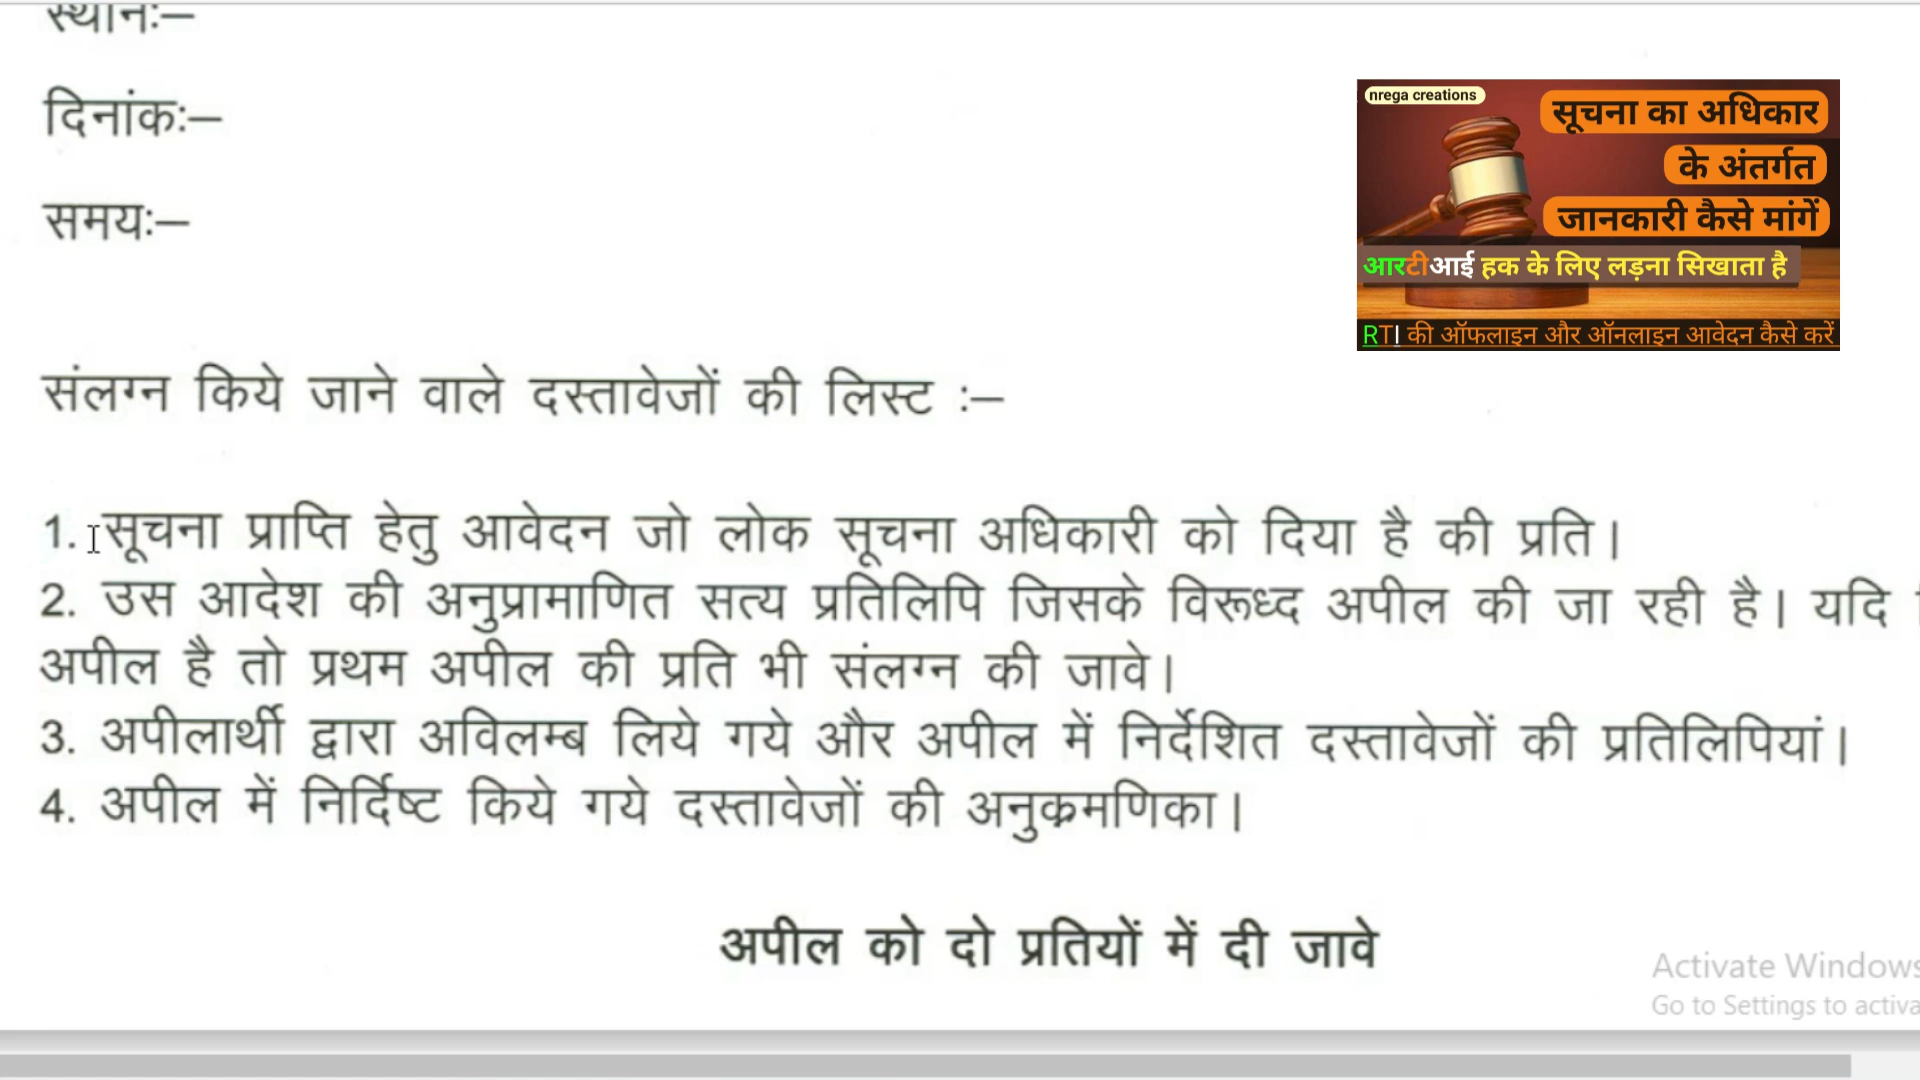 स्थानः–
दिनांकः–
समयः–
nrega creations
सूचना का अधिकार
के अंतर्गत
जानकारी कैसे मांगें
आरटीआई हक के लिए लड़ना सिखाता है
RTI की ऑफलाइन और ऑनलाइन आवेदन कैसे करें
संलग्न किये जाने वाले दस्तावेजों की लिस्ट :–
1. सूचना प्राप्ति हेतु आवेदन जो लोक सूचना अधिकारी को दिया है की प्रति।
2. उस आदेश की अनुप्रामाणित सत्य प्रतिलिपि जिसके विरूध्द अपील की जा रही है। यदि
अपील है तो प्रथम अपील की प्रति भी संलग्न की जावे।
3. अपीलार्थी द्वारा अविलम्ब लिये गये और अपील में निर्देशित दस्तावेजों की प्रतिलिपियां।
4. अपील में निर्दिष्ट किये गये दस्तावेजों की अनुक्रमणिका।
अपील को दो प्रतियों में दी जावे
Activate Windows
Go to Settings to activa